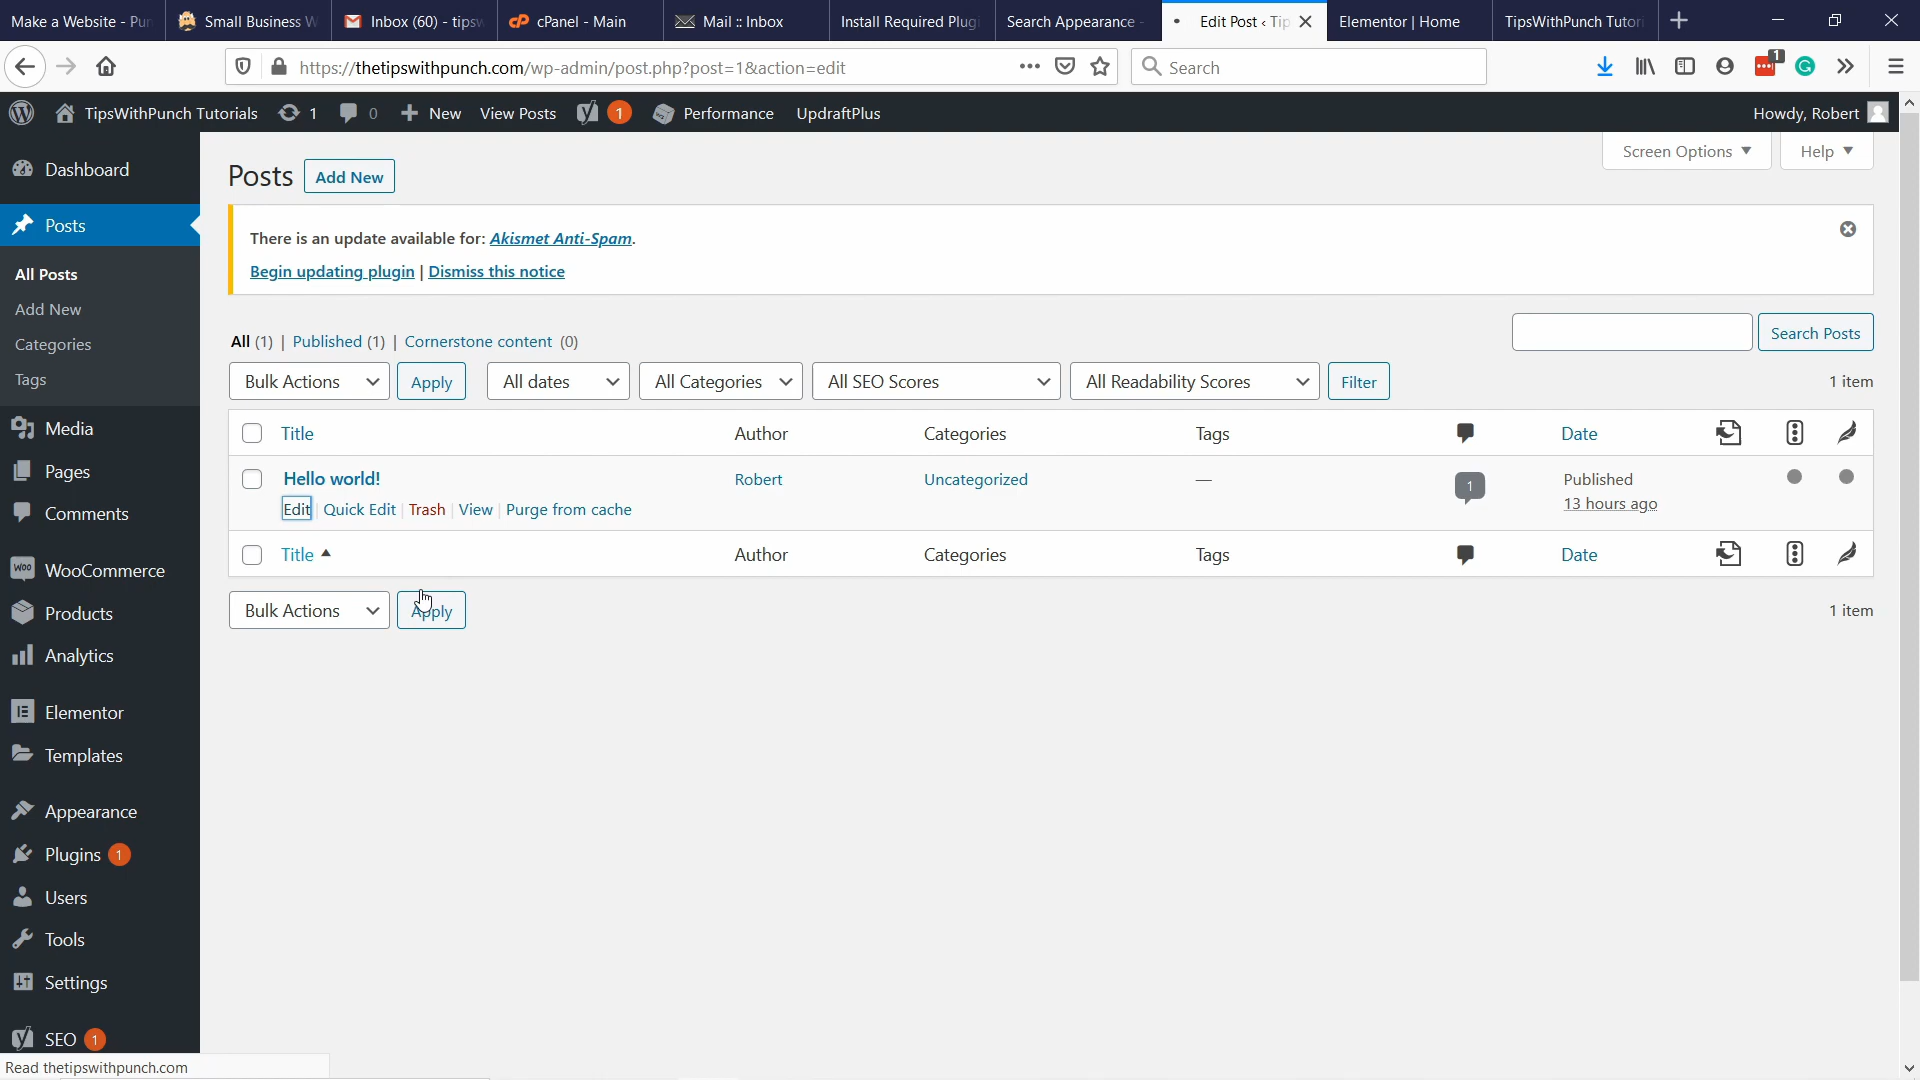 Make a Website - Pun
Small Business W
Inbox (60) - tipsw
cPanel - Main
Mail :: Inbox
Install Required Plugi
Search Appearance -
Edit Post ‹ Tip
Elementor | Home
TipsWithPunch Tutori
https://thetipswithpunch.com/wp-admin/post.php?post=1&action=edit
Search
1
TipsWithPunch Tutorials
1
0
New
View Posts
1
Performance
UpdraftPlus
Howdy, Robert
Dashboard
Posts
All Posts
Add New
Categories
Tags
Media
Pages
Comments
WooCommerce
Products
Analytics
Elementor
Templates
Appearance
Plugins 1
Users
Tools
Settings
SEO 1
Read thetipswithpunch.com
Screen Options
Help
Posts
Add New
There is an update available for: Akismet Anti-Spam.
Begin updating plugin | Dismiss this notice
All (1) | Published (1) | Cornerstone content (0)
Search Posts
Bulk Actions
Apply
All dates
All Categories
All SEO Scores
All Readability Scores
Filter
1 item
Title
Author
Categories
Tags
Date
Hello world!
Robert
Uncategorized
—
1
Published
13 hours ago
Edit | Quick Edit | Trash | View | Purge from cache
Title
Author
Categories
Tags
Date
Bulk Actions
Apply
1 item